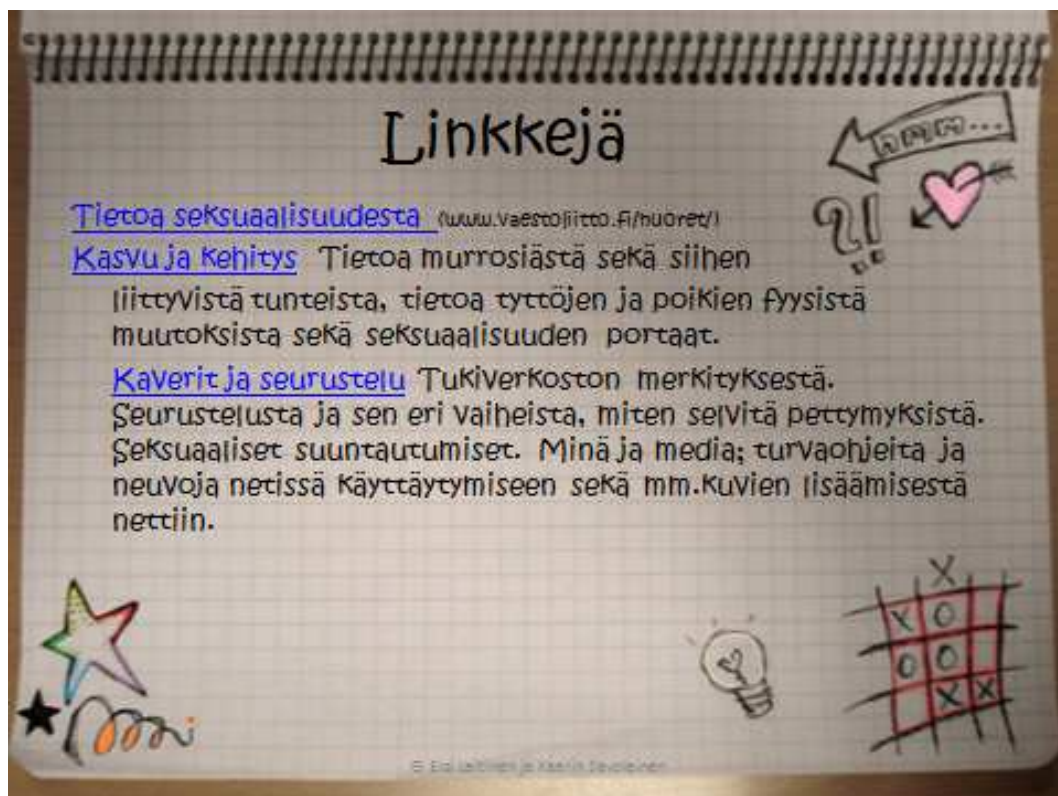 Linkkejä
hmm...
?!
Tietoa seksuaalisuudesta (www.vaestoliitto.fi/nuoret/)
Kasvu ja kehitys Tietoa murrosiästä sekä siihen
liittyvistä tunteista, tietoa tyttöjen ja poikien fyysistä
muutoksista sekä seksuaalisuuden portaat.
Kaverit ja seurustelu Tukiverkoston merkityksestä.
Seurustelusta ja sen eri vaiheista, miten selvitä pettymyksistä.
Seksuaaliset suuntautumiset. Minä ja media; turvaohjeita ja
neuvoja netissä käyttäytymiseen sekä mm.kuvien lisäämisestä
nettiin.
X
X O
O O
X X